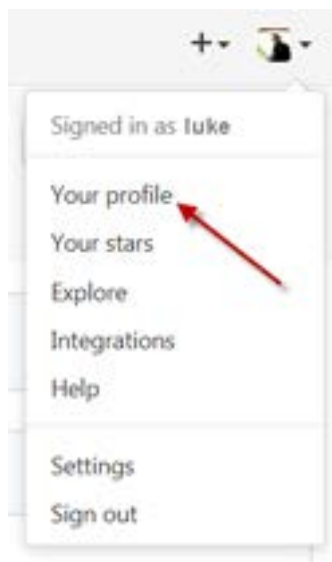 Signed in as luke
Your profile
Your stars
Explore
Integrations
Help
Settings
Sign out